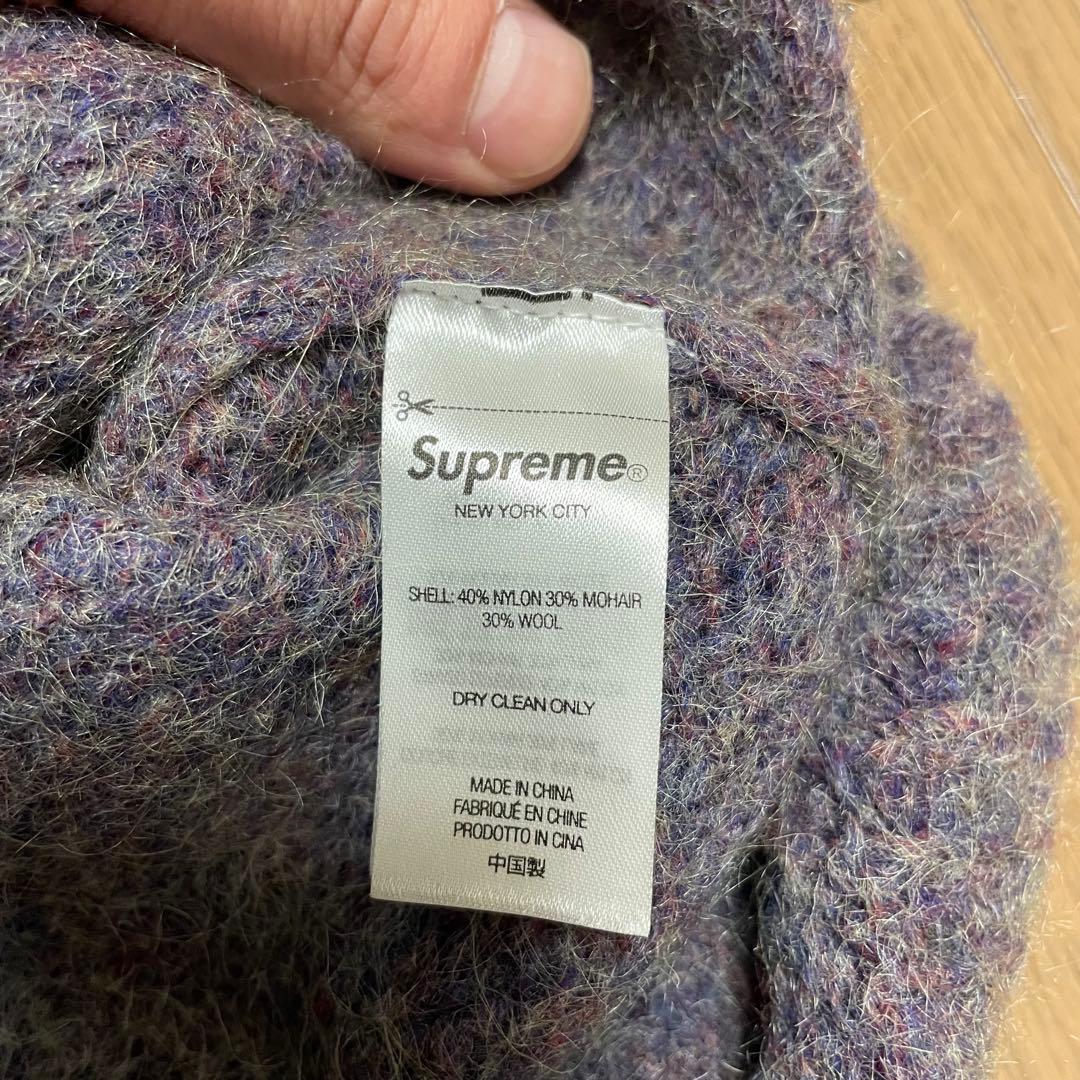 Supreme®
NEW YORK CITY
SHELL: 40% NYLON 30% MOHAIR
30% WOOL
DRY CLEAN ONLY
MADE IN CHINA
FABRIQUÉ EN CHINE
PRODOTTO IN CINA
中国製